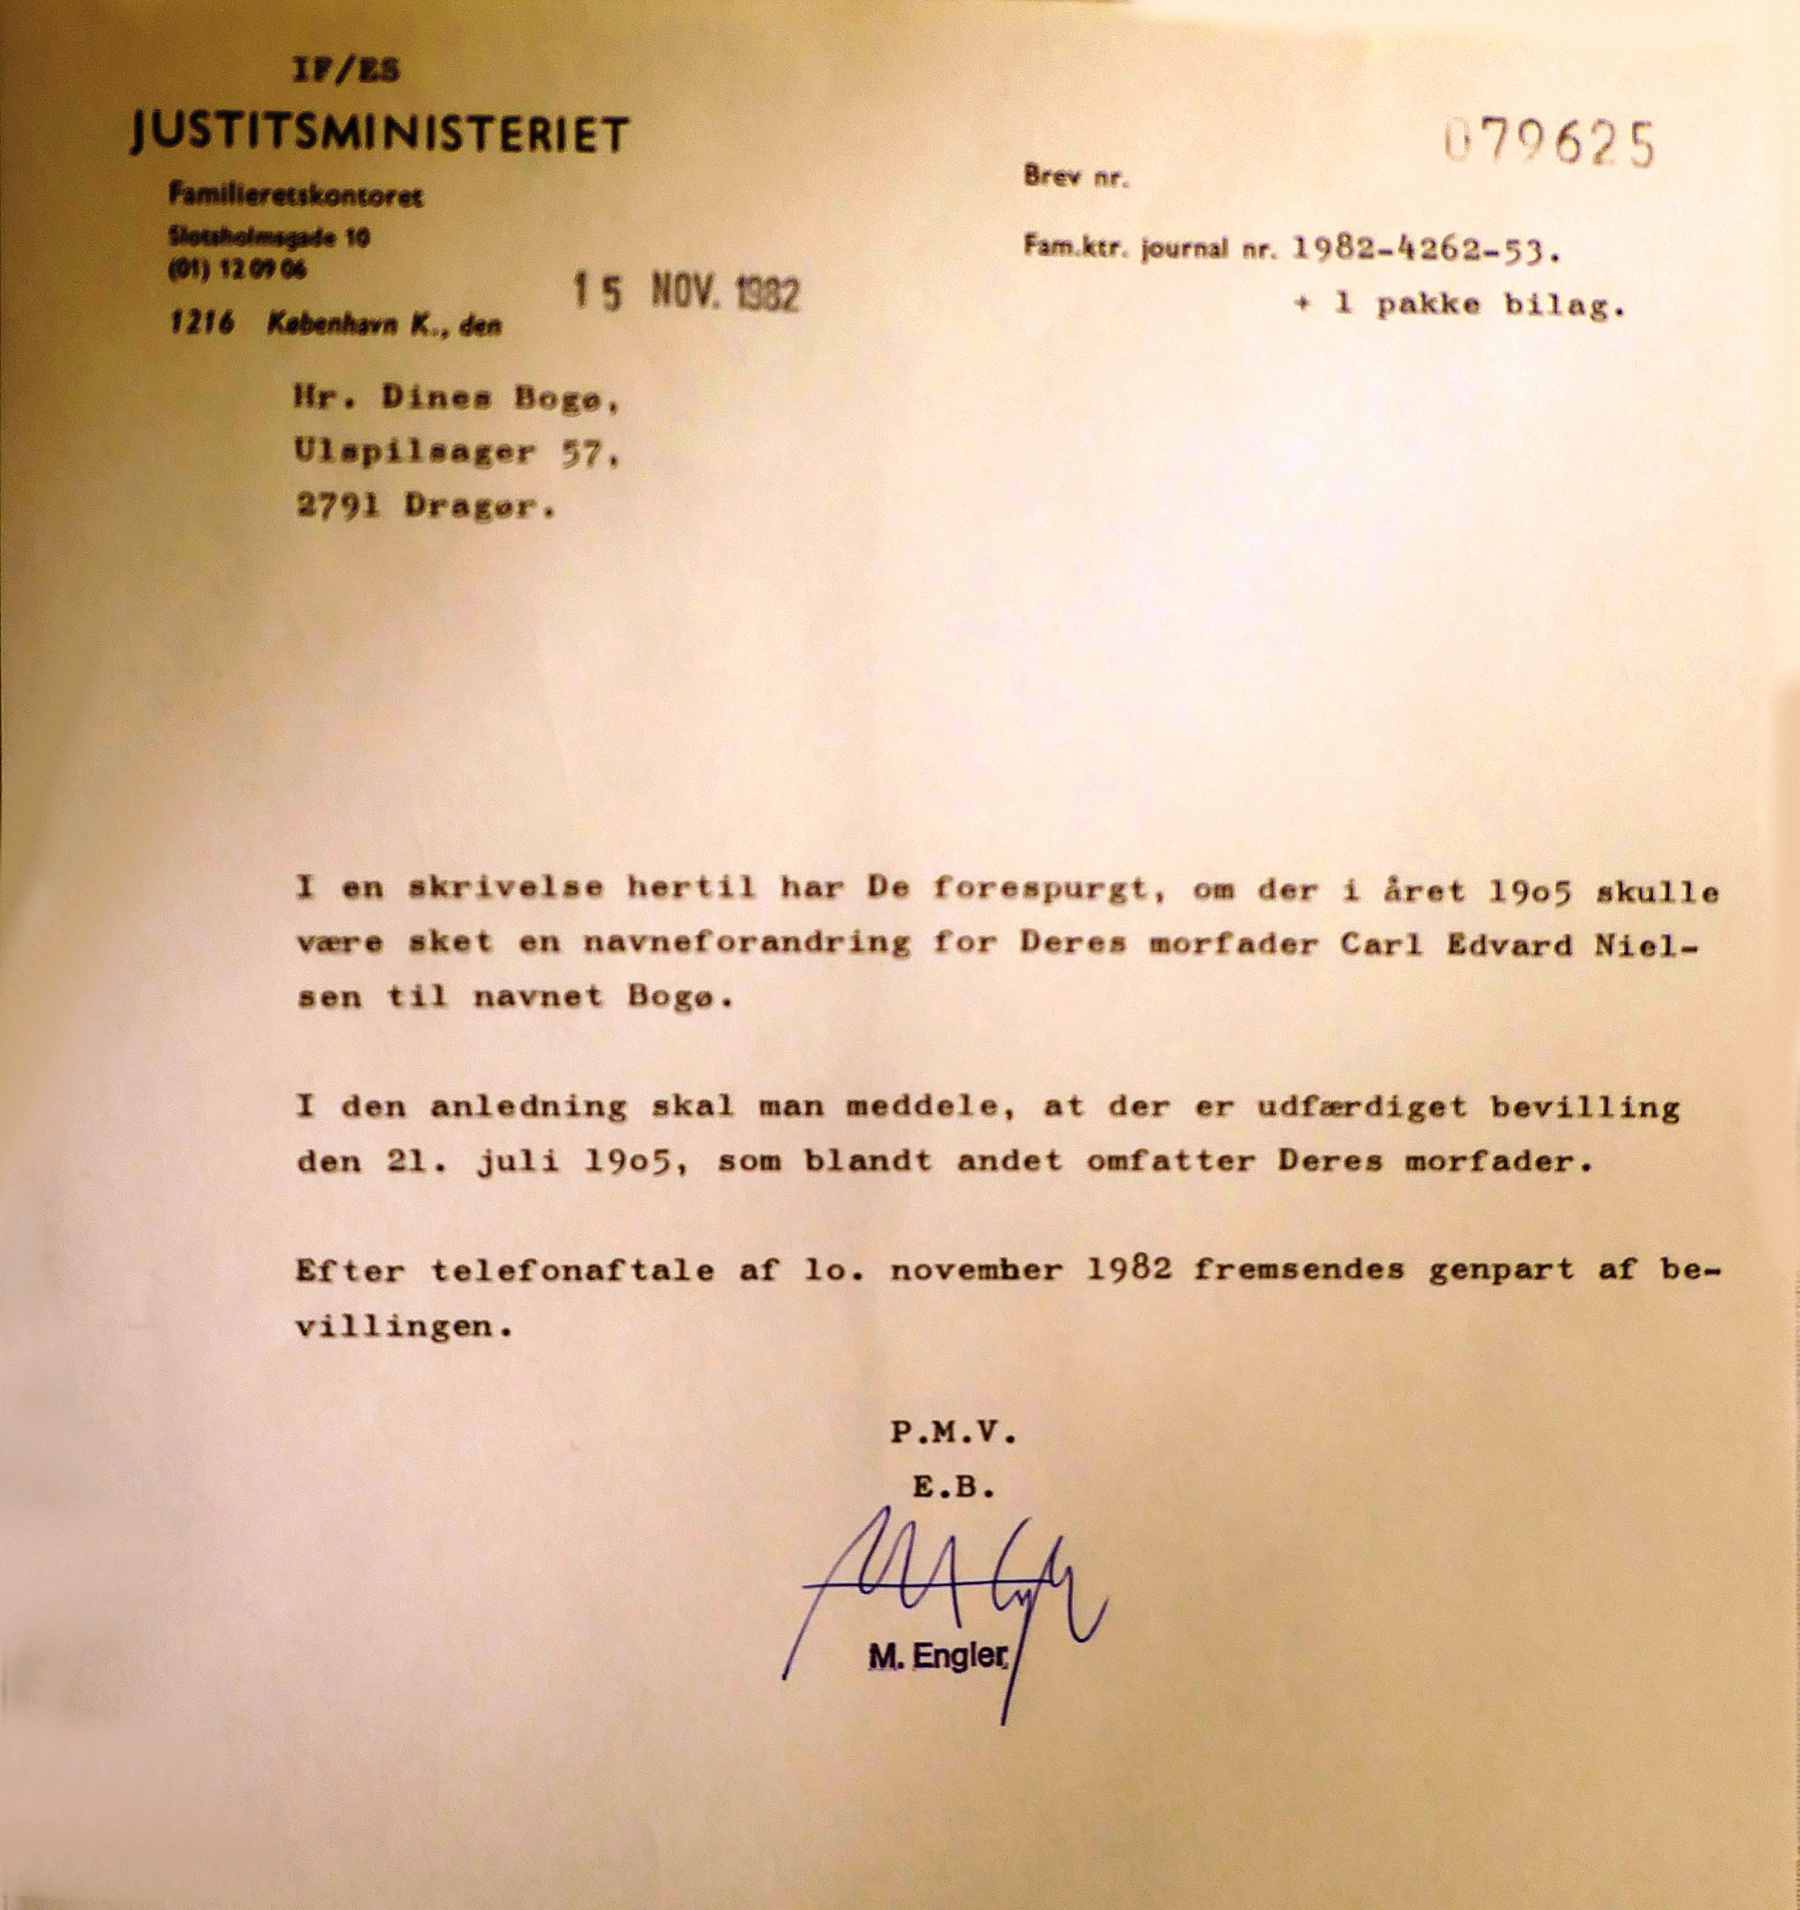 IF/ES
JUSTITSMINISTERIET
Familieretskontoret
Slotsholmsgade 10
(01) 12 09 06
1216 København K., den
15 NOV. 1982
079625
Brev nr.
Fam.ktr. journal nr. 1982-4262-53.
+ 1 pakke bilag.
Hr. Dines Bogø,
Ulspilsager 57,
2791 Dragør.
I en skrivelse hertil har De forespurgt, om der i året 19o5 skulle
være sket en navneforandring for Deres morfader Carl Edvard Niel-
sen til navnet Bogø.
I den anledning skal man meddele, at der er udfærdiget bevilling
den 21. juli 19o5, som blandt andet omfatter Deres morfader.
Efter telefonaftale af lo. november 1982 fremsendes genpart af be-
villingen.
P.M.V.
E.B.
M. Engler